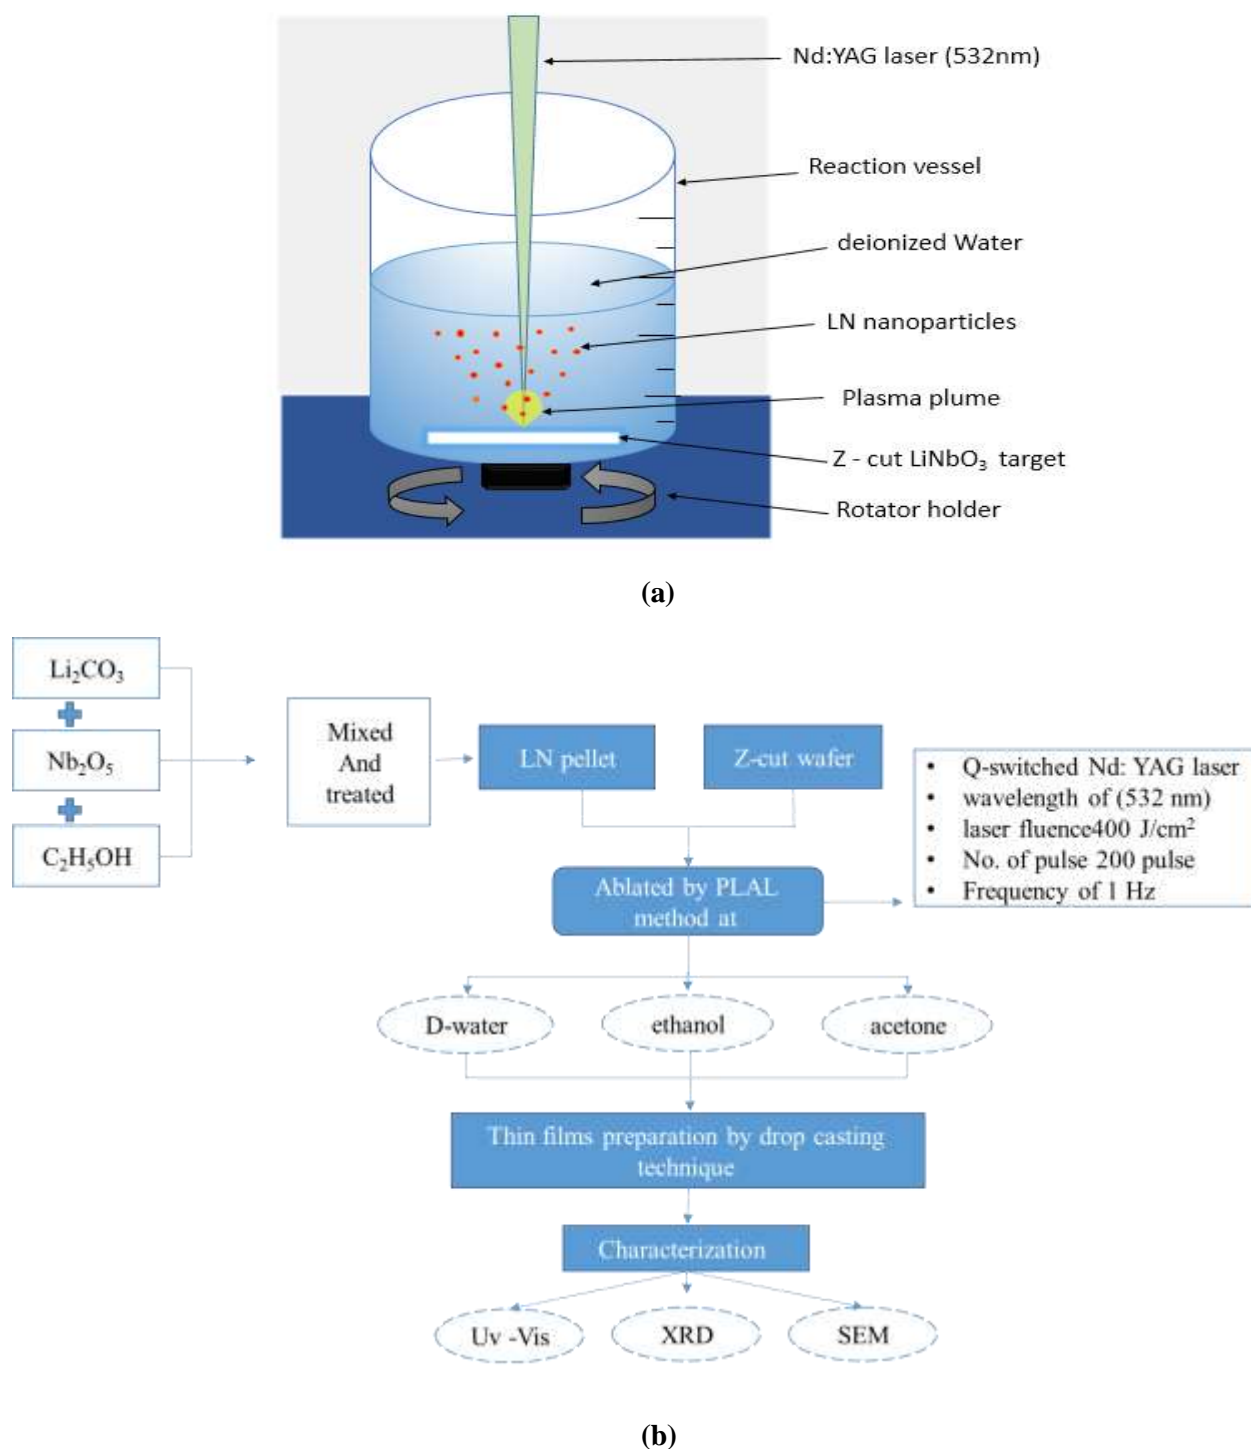 Nd:YAG laser (532nm)
Reaction vessel
deionized Water
LN nanoparticles
Plasma plume
Z - cut LiNbO₃ target
Rotator holder
(a)
Li₂CO₃
Nb₂O₅
C₂H₅OH
Mixed
And
treated
LN pellet
Z-cut wafer
• Q-switched Nd: YAG laser
• wavelength of (532 nm)
• laser fluence400 J/cm²
• No. of pulse 200 pulse
• Frequency of 1 Hz
Ablated by PLAL
method at
D-water
ethanol
acetone
Thin films preparation by drop casting
technique
Characterization
Uv -Vis
XRD
SEM
(b)